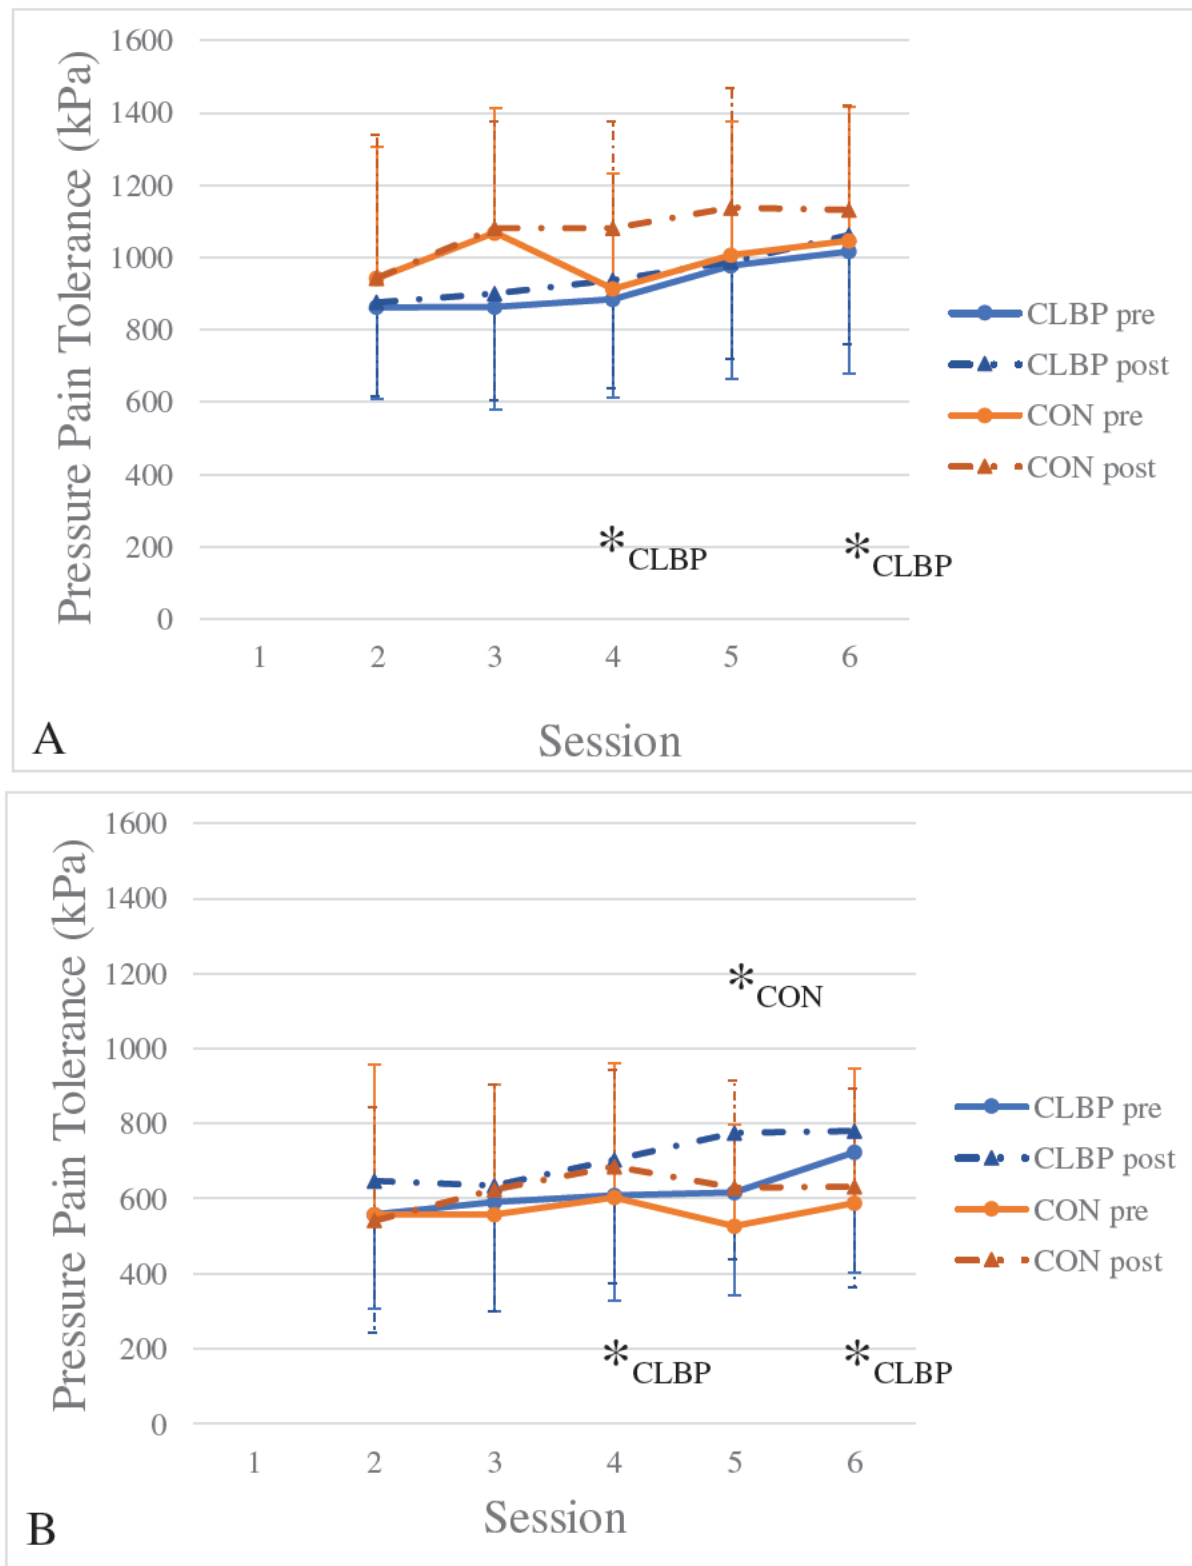 Pressure Pain Tolerance (kPa)
1600
1400
1200
1000
800
600
400
200
0
CLBP pre
CLBP post
CON pre
CON post
*CLBP
*CLBP
1 2 3 4 5 6
Session
A
Pressure Pain Tolerance (kPa)
1600
1400
1200
1000
800
600
400
200
0
*CON
CLBP pre
CLBP post
CON pre
CON post
*CLBP
*CLBP
1 2 3 4 5 6
Session
B